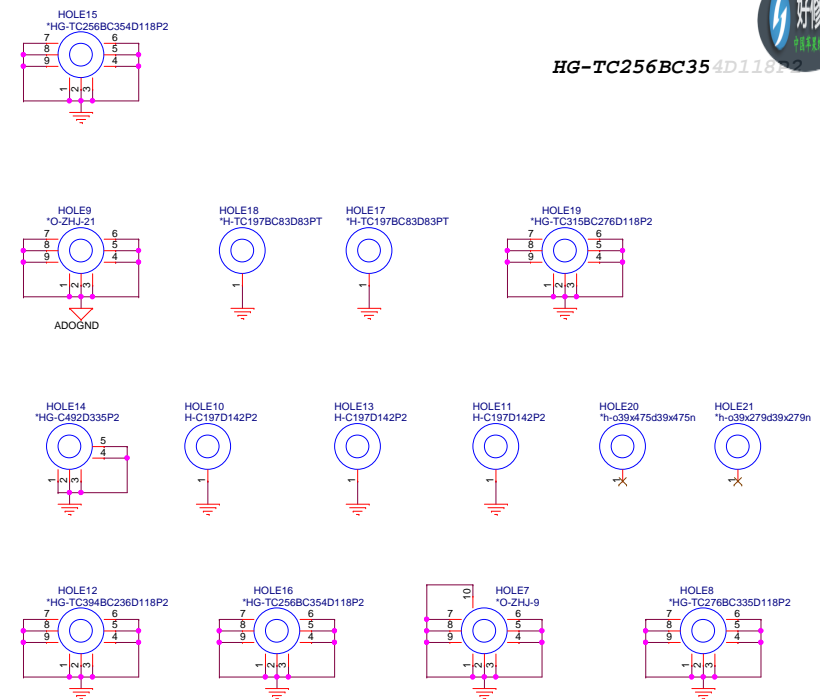 HOLE15
*HG-TC256BC354D118P2
7 6
8 5
9 4
1 2 3
HG-TC256BC354D118P2
HOLE9
*O-ZHJ-21
7 6
8 5
9 4
1 2 3
ADOGND
HOLE18
*H-TC197BC83D83PT
1
HOLE17
*H-TC197BC83D83PT
1
HOLE19
*HG-TC315BC276D118P2
7 6
8 5
9 4
1 2 3
HOLE14
*HG-C492D335P2
5
4
1 2 3
HOLE10
H-C197D142P2
1
HOLE13
H-C197D142P2
1
HOLE11
H-C197D142P2
1
HOLE20
*h-o39x475d39x475n
1
HOLE21
*h-o39x279d39x279n
1
HOLE12
*HG-TC394BC236D118P2
7 6
8 5
9 4
1 2 3
HOLE16
*HG-TC256BC354D118P2
7 6
8 5
9 4
1 2 3
HOLE7
*O-ZHJ-9
10
7 6
8 5
9 4
1 2 3
HOLE8
*HG-TC276BC335D118P2
7 6
8 5
9 4
1 2 3